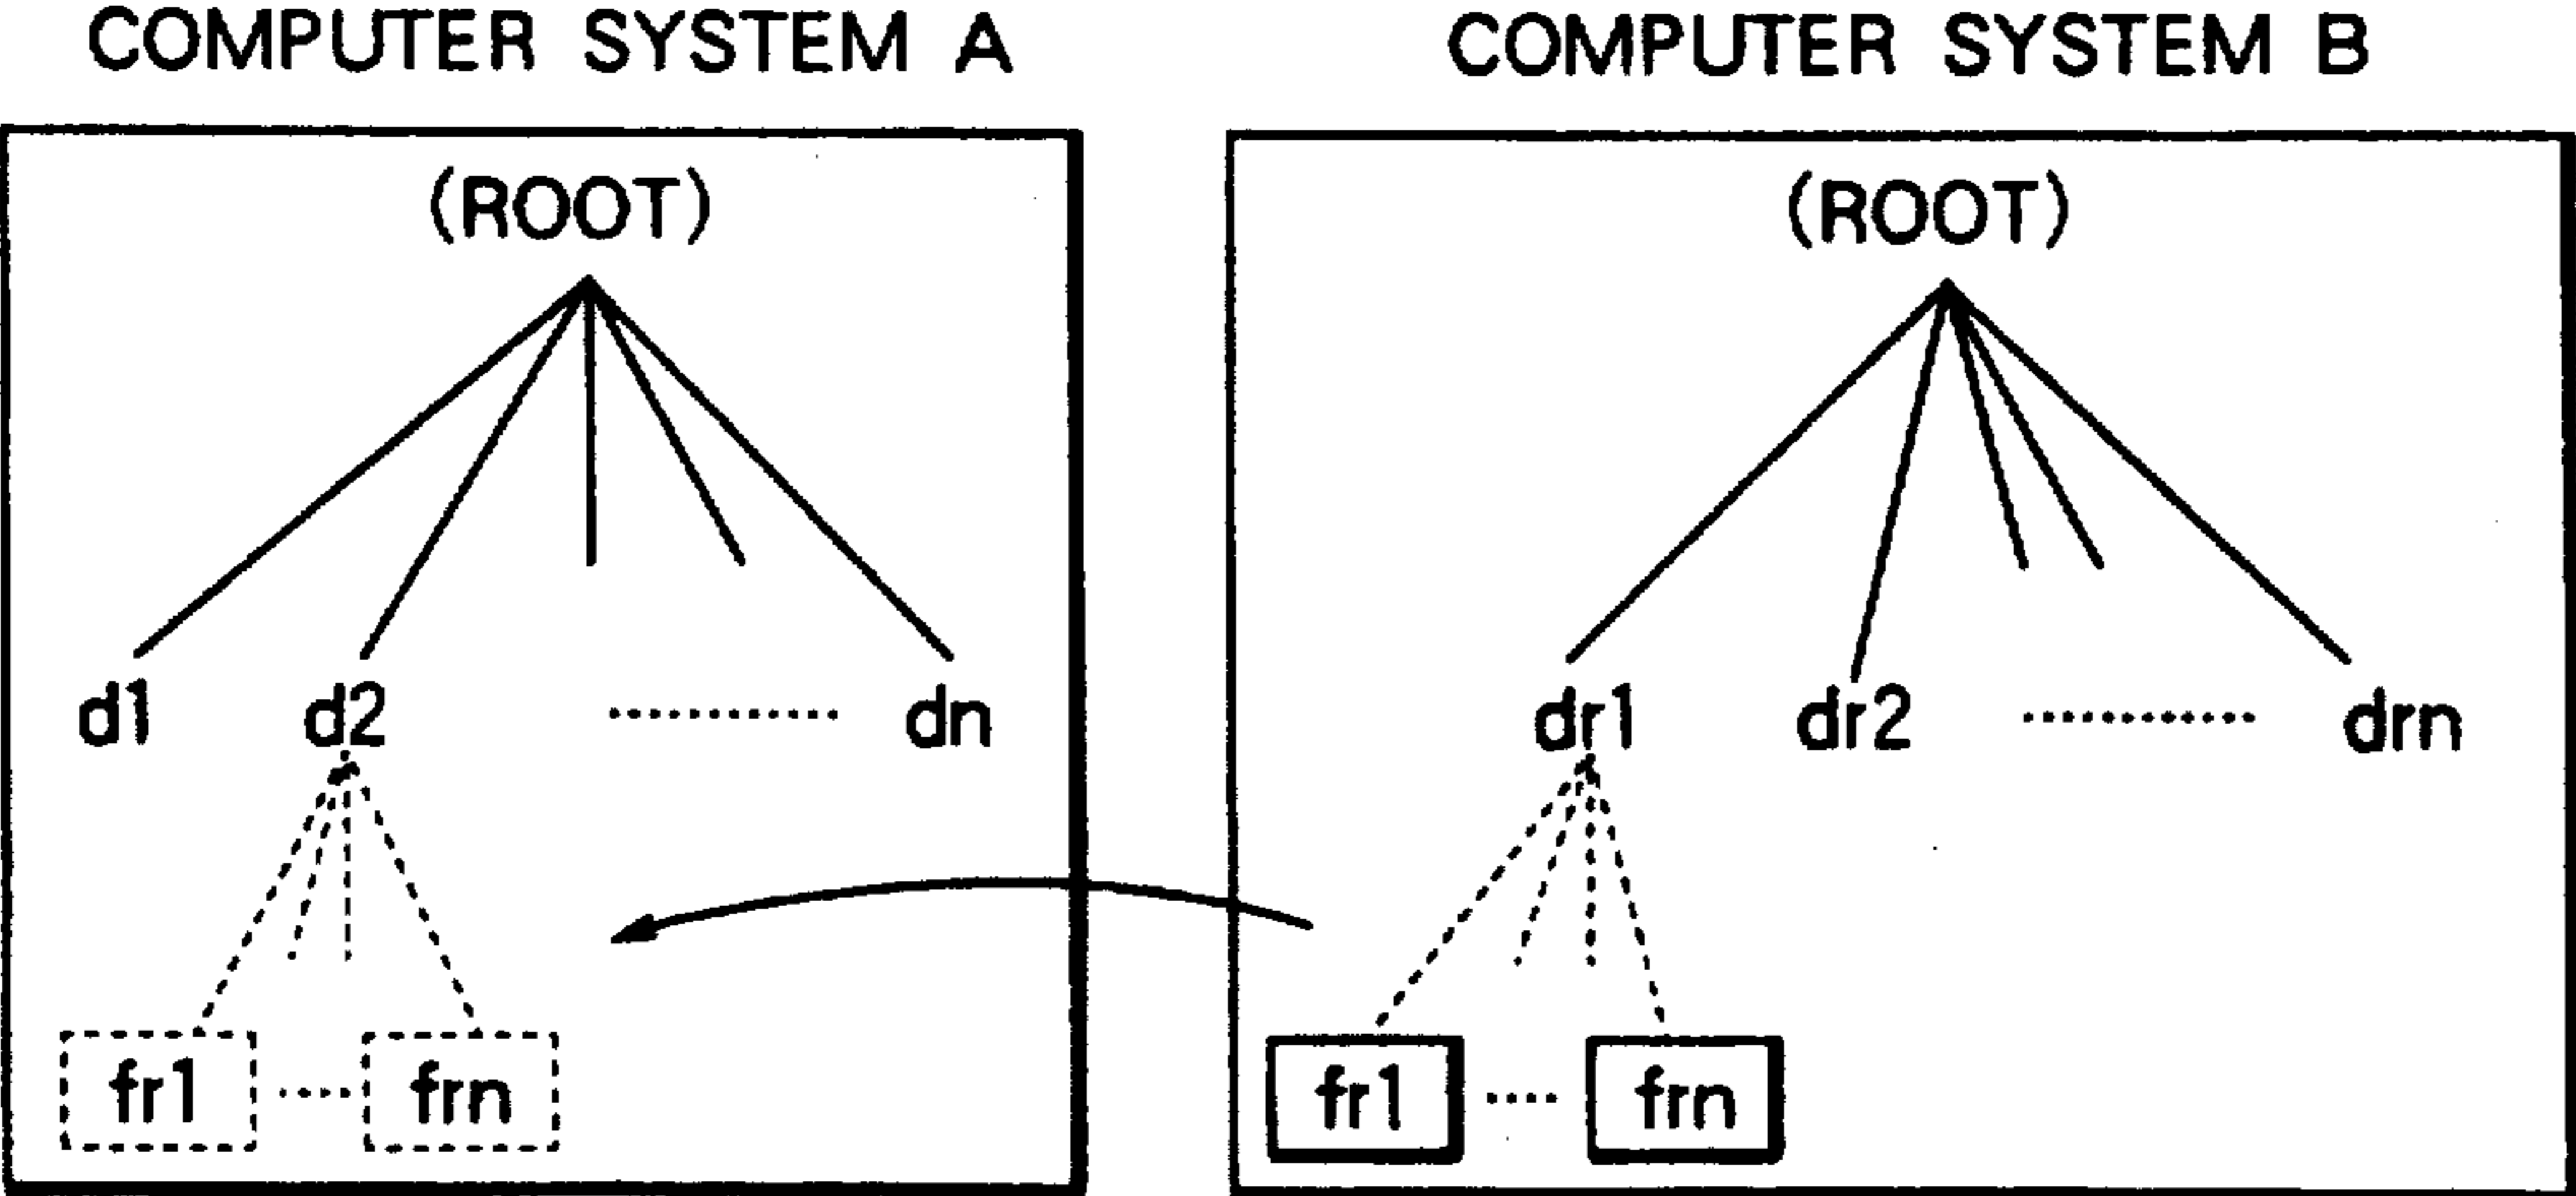 COMPUTER SYSTEM A
(ROOT)
d1 d2 ............ dn
fr1 .... frn
COMPUTER SYSTEM B
(ROOT)
dr1 dr2 ............ drn
fr1 .... frn